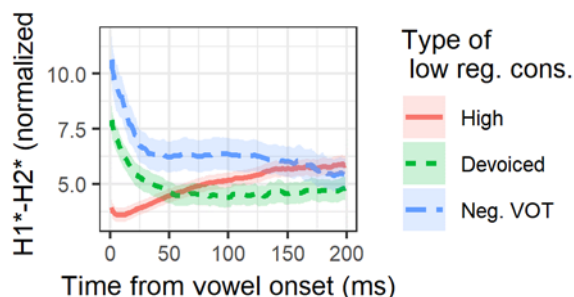 H1*-H2* (normalized)
10.0
7.5
5.0
0 50 100 150 200
Time from vowel onset (ms)
Type of
low reg. cons.
High
Devoiced
Neg. VOT